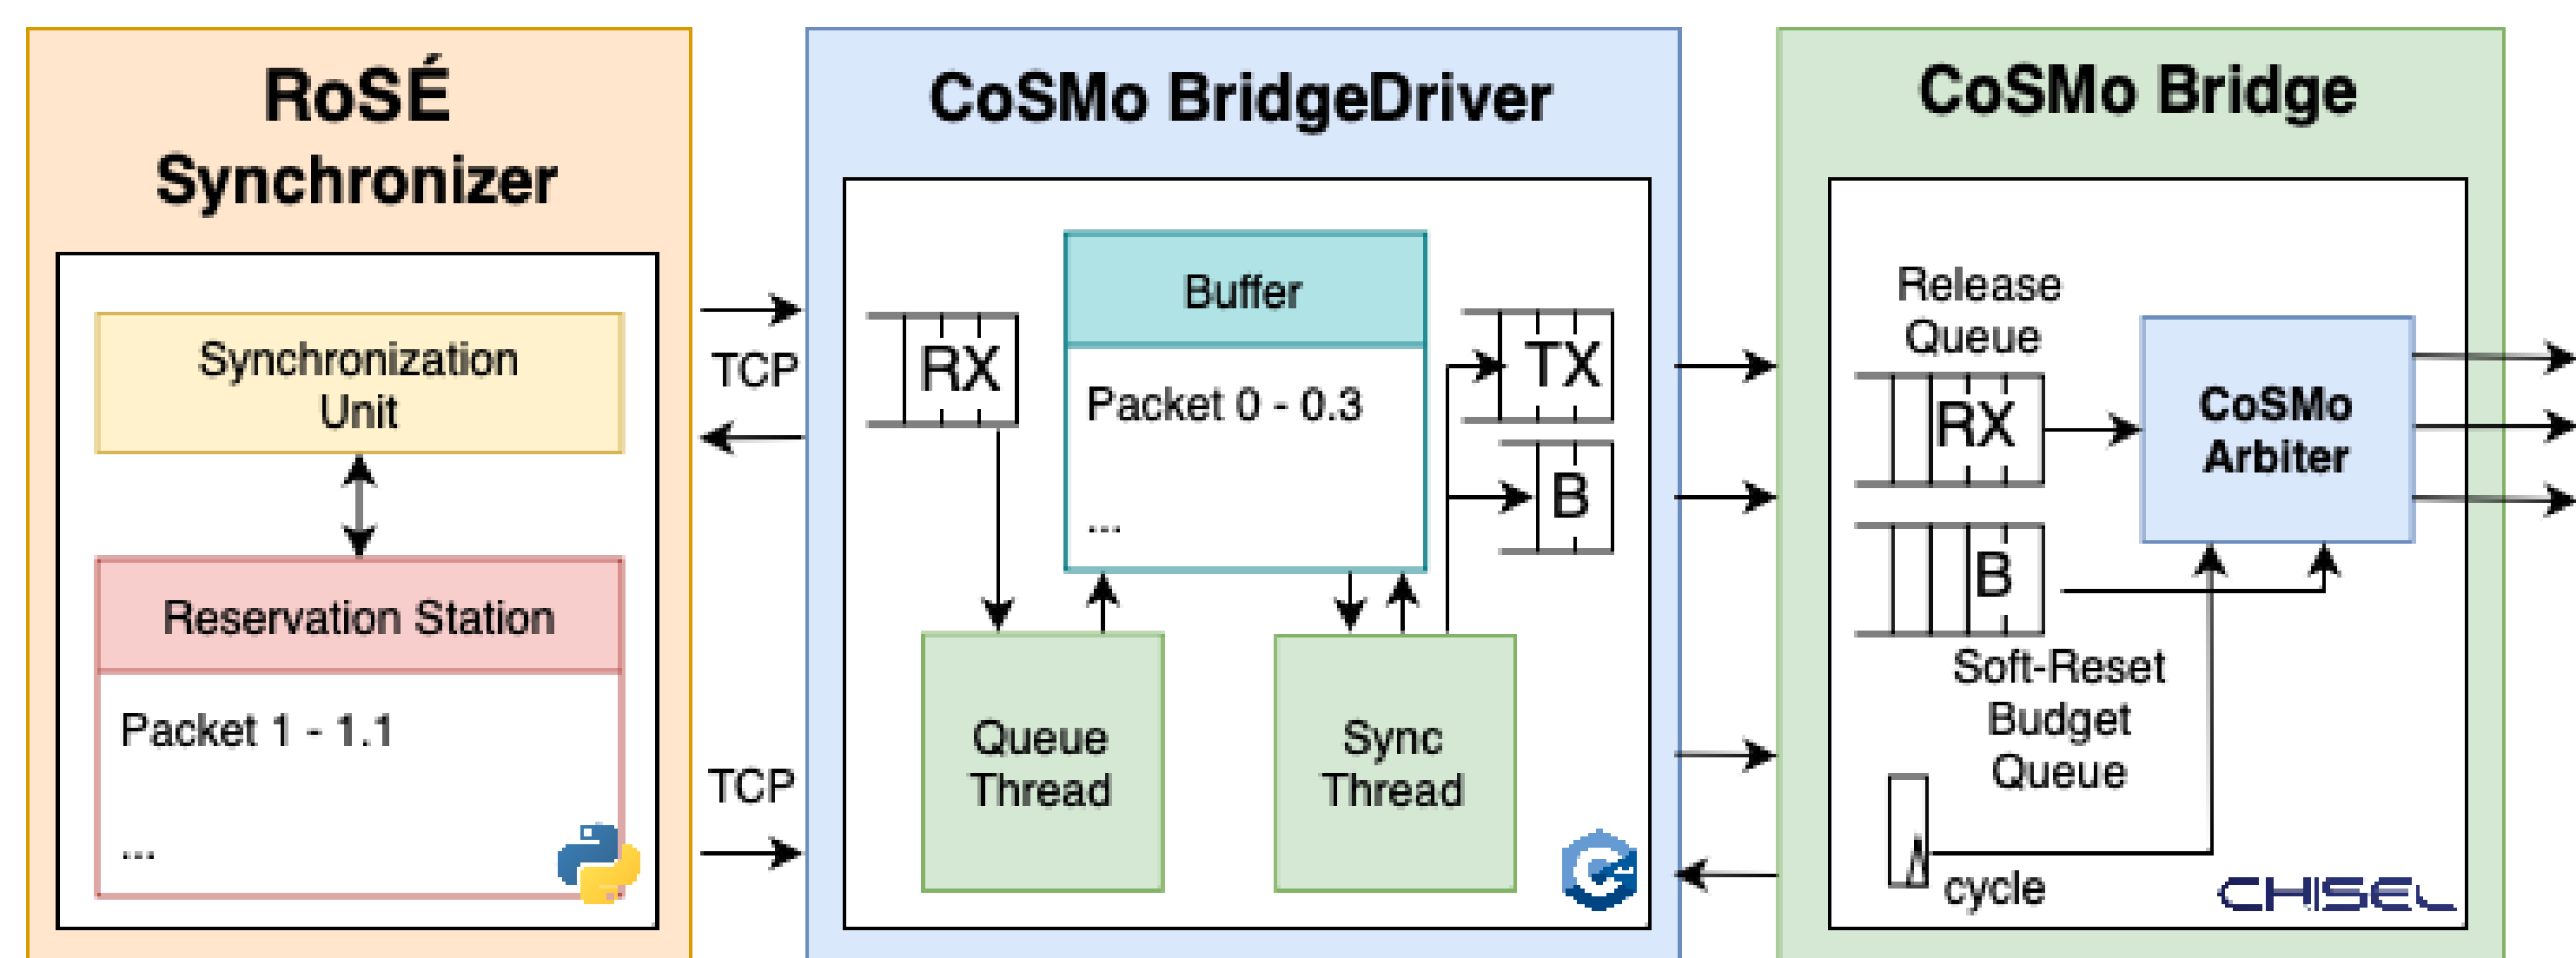 RoSÉ
Synchronizer
Synchronization
Unit
Reservation Station
Packet 1 - 1.1
...
TCP
TCP
CoSMo BridgeDriver
RX
Buffer
Packet 0 - 0.3
...
TX
B
Queue
Thread
Sync
Thread
CoSMo Bridge
Release
Queue
RX
B
Soft-Reset
Budget
Queue
cycle
CoSMo
Arbiter
CHISEL